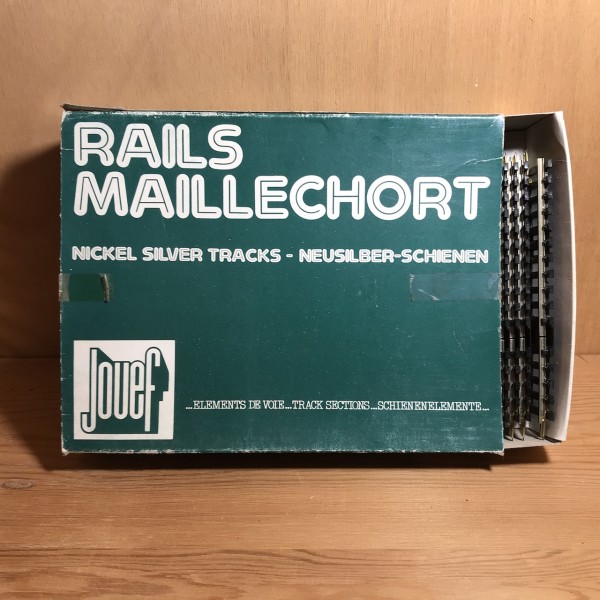 RAILS
MAILLECHORT
NICKEL SILVER TRACKS - NEUSILBER-SCHIENEN
Jouef
...ELEMENTS DE VOIE...TRACK SECTIONS...SCHIENENELEMENTE...